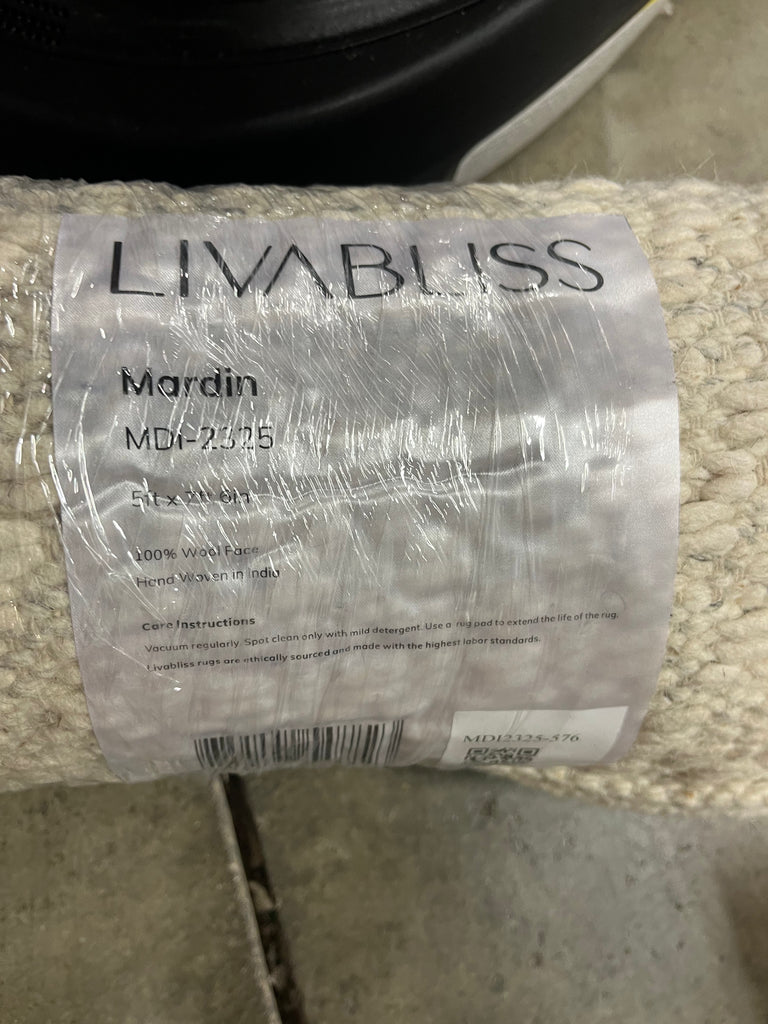 LIVABLISS
Mardin
MDI-2325
5ft x 7ft 6in
100% Wool Face
Hand Woven in India
Care Instructions
Vacuum regularly. Spot clean only with mild detergent. Use a rug pad to extend the life of the rug.
Livabliss rugs are ethically sourced and made with the highest labor standards.
MDI2325-576